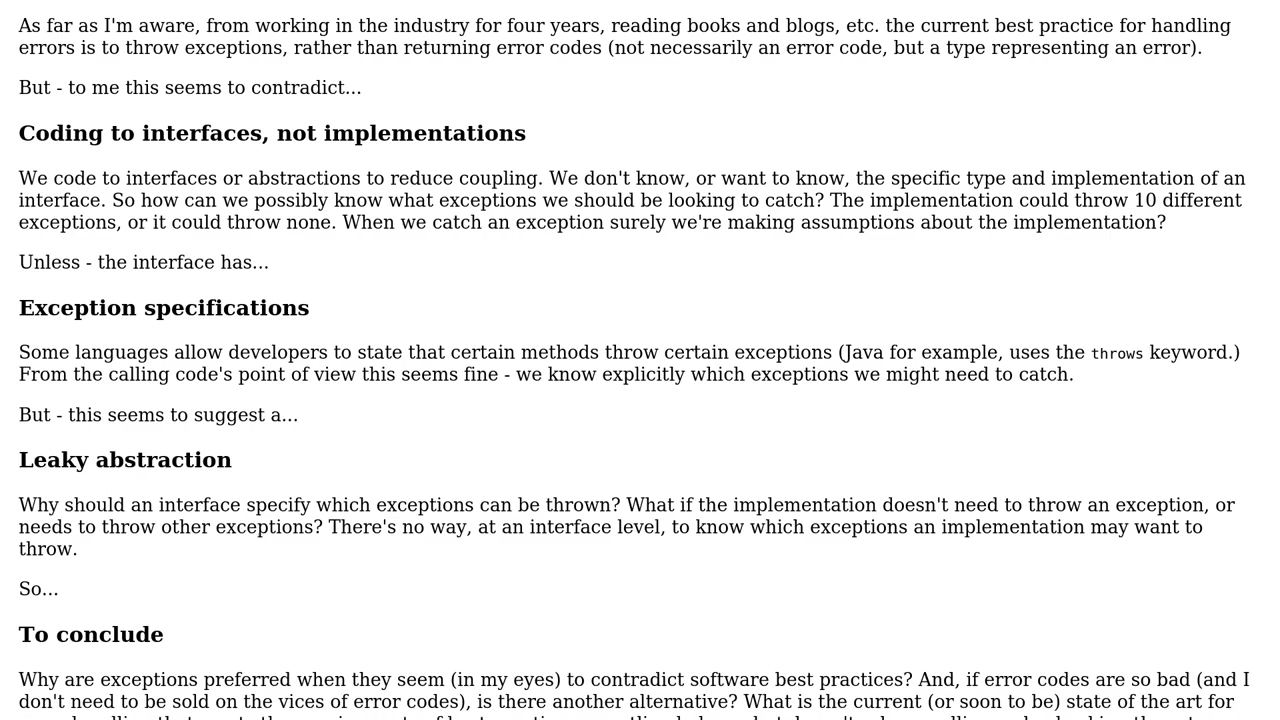 As far as I'm aware, from working in the industry for four years, reading books and blogs, etc. the current best practice for handling
errors is to throw exceptions, rather than returning error codes (not necessarily an error code, but a type representing an error).
But - to me this seems to contradict...
Coding to interfaces, not implementations
We code to interfaces or abstractions to reduce coupling. We don't know, or want to know, the specific type and implementation of an
interface. So how can we possibly know what exceptions we should be looking to catch? The implementation could throw 10 different
exceptions, or it could throw none. When we catch an exception surely we're making assumptions about the implementation?
Unless - the interface has...
Exception specifications
Some languages allow developers to state that certain methods throw certain exceptions (Java for example, uses the throws keyword.)
From the calling code's point of view this seems fine - we know explicitly which exceptions we might need to catch.
But - this seems to suggest a...
Leaky abstraction
Why should an interface specify which exceptions can be thrown? What if the implementation doesn't need to throw an exception, or
needs to throw other exceptions? There's no way, at an interface level, to know which exceptions an implementation may want to
throw.
So...
To conclude
Why are exceptions preferred when they seem (in my eyes) to contradict software best practices? And, if error codes are so bad (and I
don't need to be sold on the vices of error codes), is there another alternative? What is the current (or soon to be) state of the art for